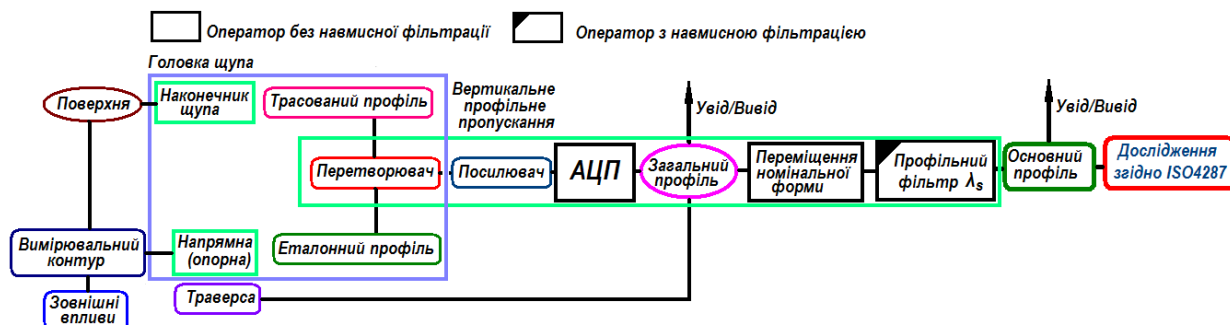 Оператор без навмисної фільтрації
Оператор з навмисною фільтрацією
Головка щупа
Поверхня
Наконечник
щупа
Трасований профіль
Вертикальне
профільне
пропускання
Увід/Вивід
Увід/Вивід
Перетворювач
Посилювач
АЦП
Загальний
профіль
Переміщення
номінальної
форми
Профільний
фільтр λs
Основний
профіль
Дослідження
згідно ISO4287
Вимірювальний
контур
Напрямна
(опорна)
Еталонний профіль
Зовнішні
впливи
Траверса